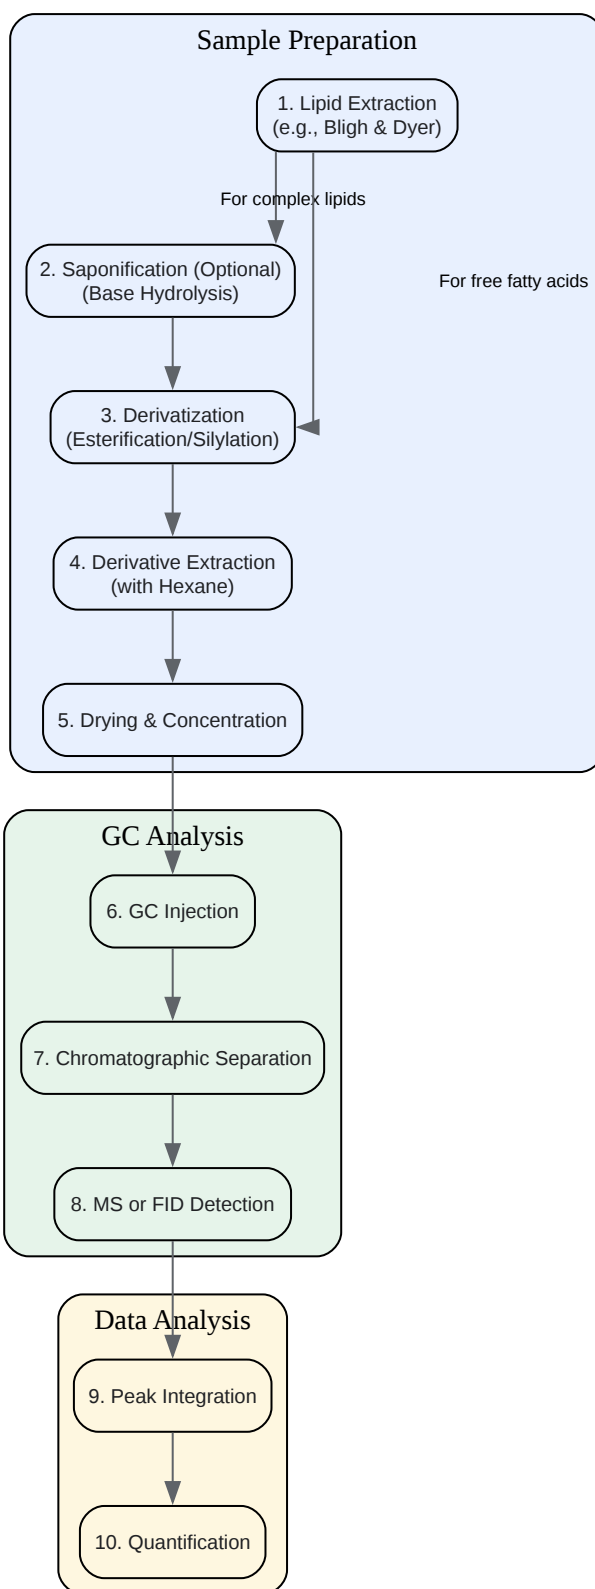 Sample Preparation
1. Lipid Extraction
(e.g., Bligh & Dyer)
For complex lipids
2. Saponification (Optional)
(Base Hydrolysis)
For free fatty acids
3. Derivatization
(Esterification/Silylation)
4. Derivative Extraction
(with Hexane)
5. Drying & Concentration
GC Analysis
6. GC Injection
7. Chromatographic Separation
8. MS or FID Detection
Data Analysis
9. Peak Integration
10. Quantification